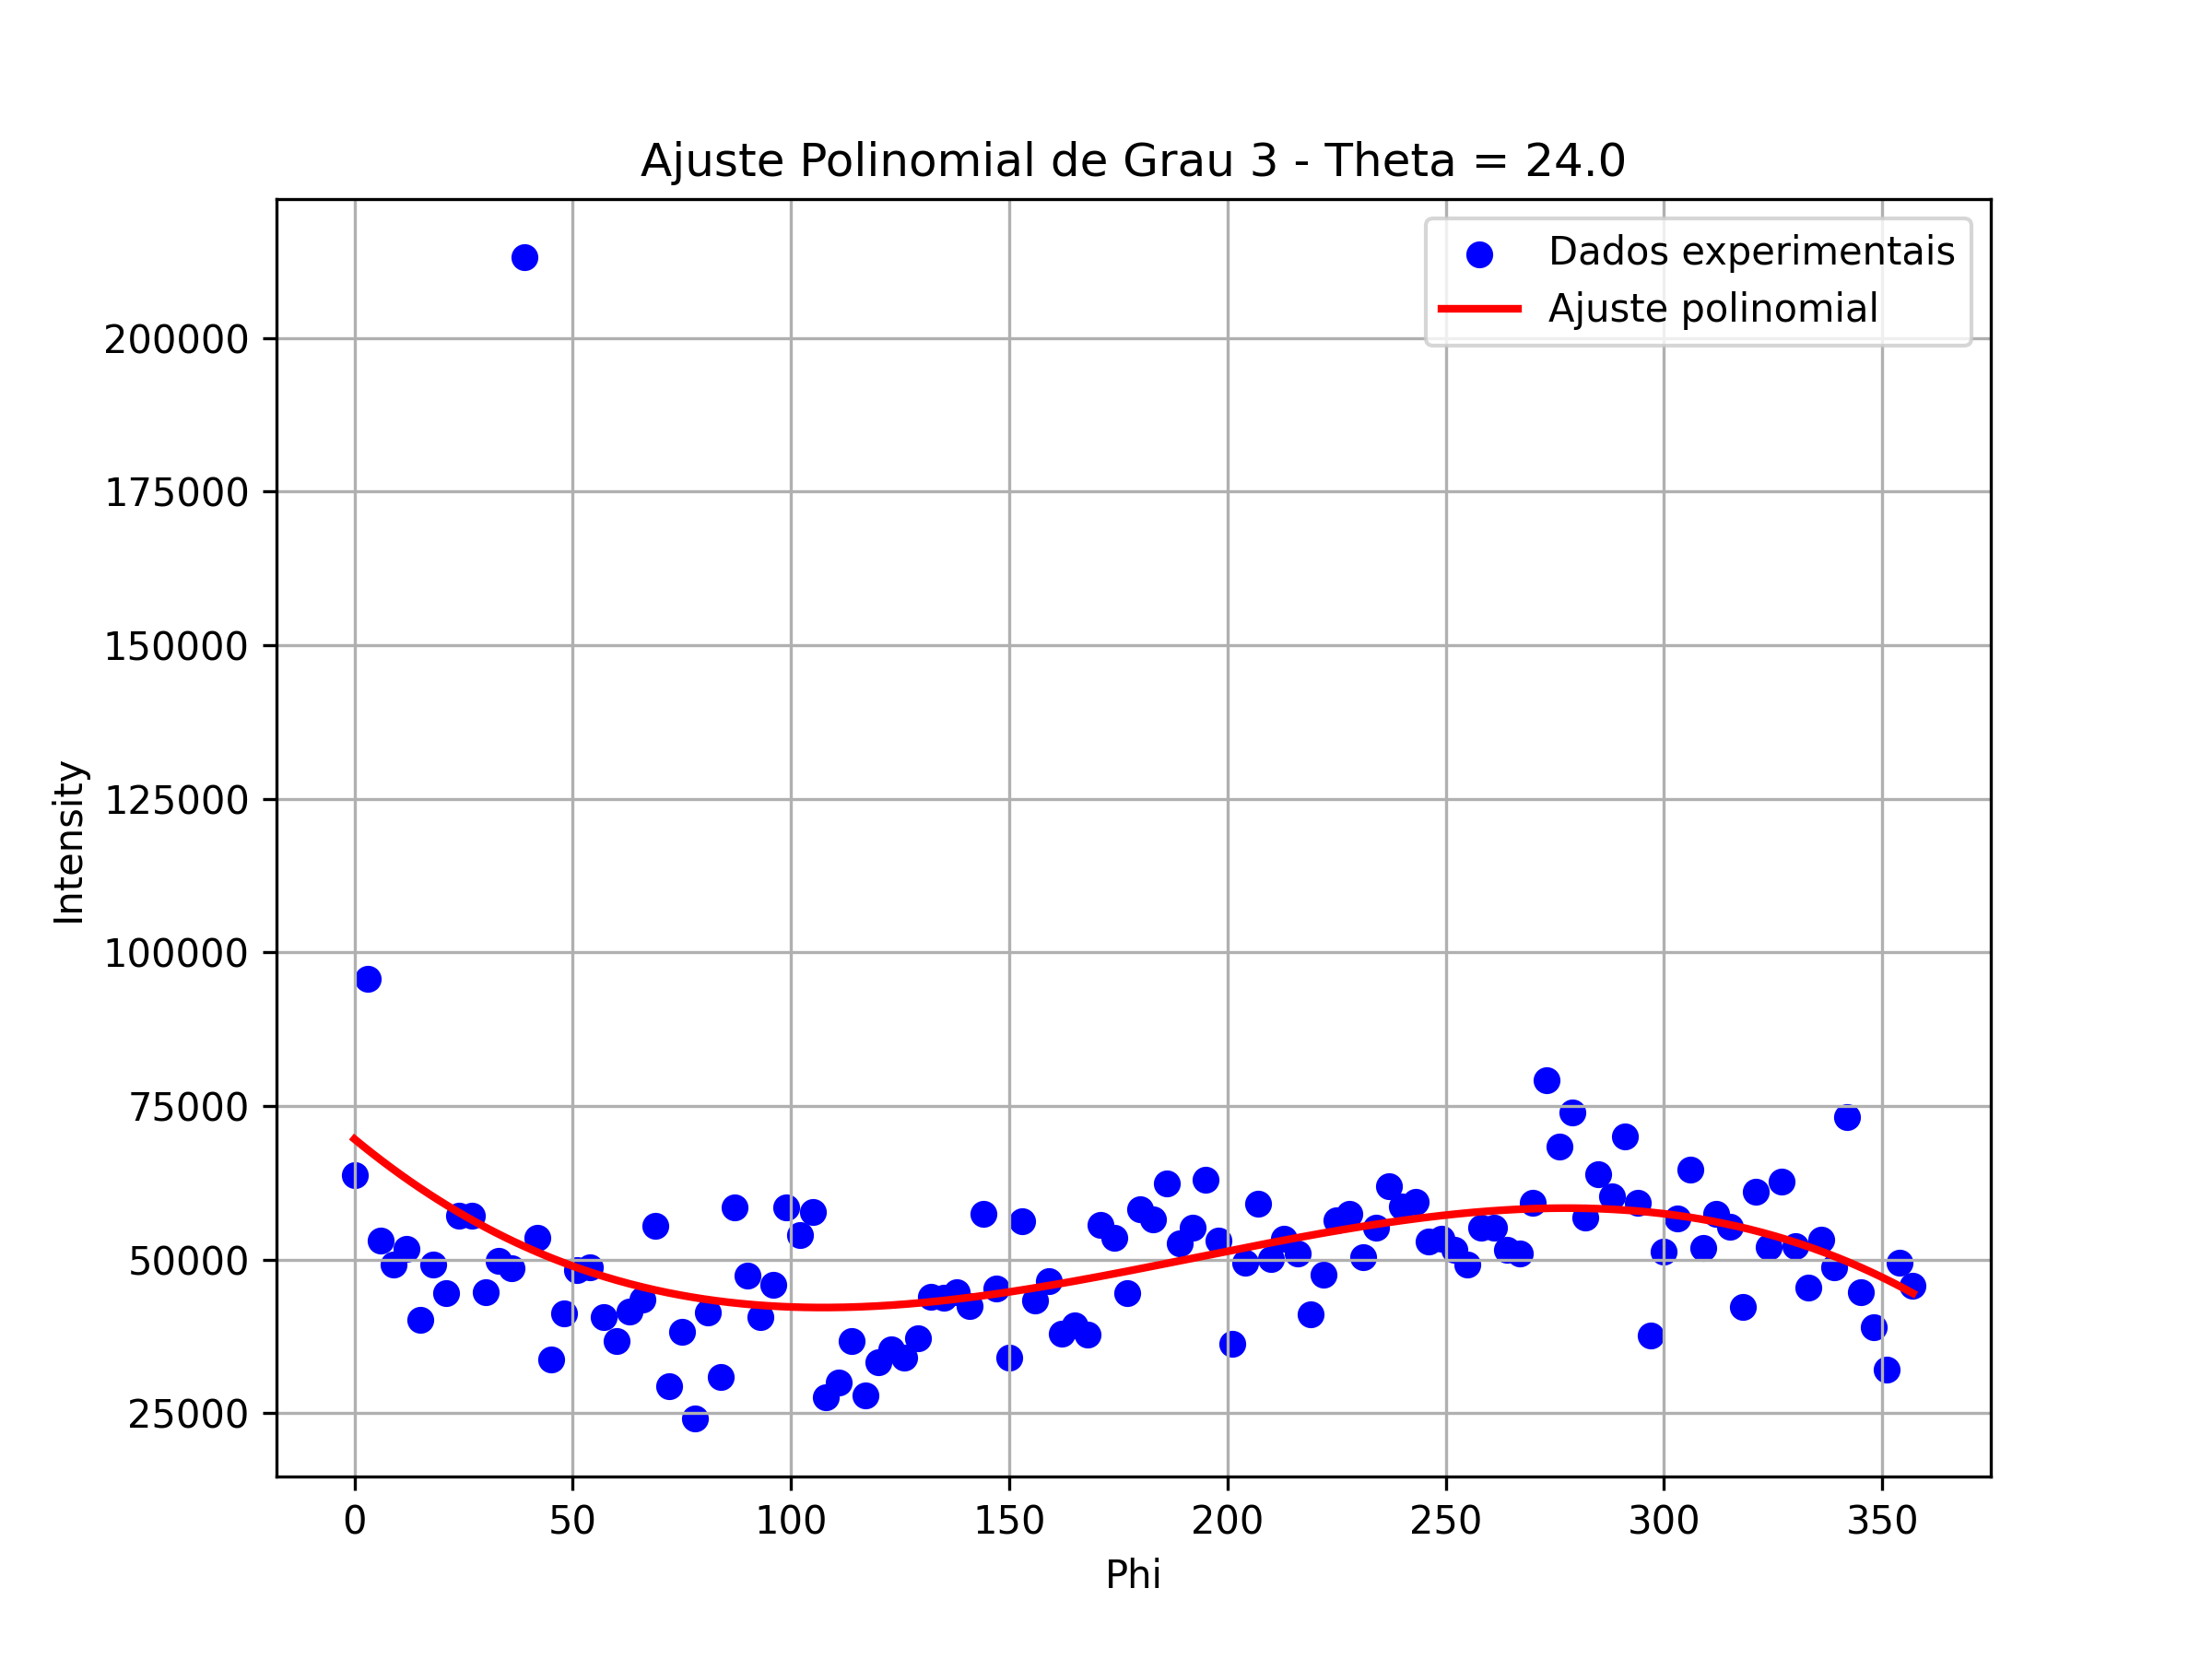 Ajuste Polinomial de Grau 3 - Theta = 24.0
Dados experimentais
Ajuste polinomial
200000
175000
150000
125000
100000
75000
50000
25000
Intensity
0 50 100 150 200 250 300 350
Phi